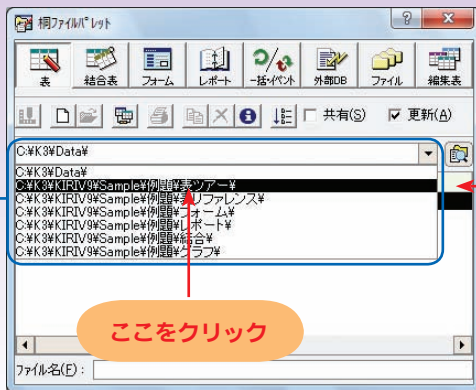 桐ファイルパレット
表 結合表 フォーム レポート 一括・イベント 外部DB ファイル 編集表
共有(S) 更新(A)
C:¥K3¥Data¥
C:¥K3¥Data¥
C:¥K3¥KIRIV9¥Sample¥例題¥表ツアー¥
C:¥K3¥KIRIV9¥Sample¥例題¥表リファレンス¥
C:¥K3¥KIRIV9¥Sample¥例題¥フォーム¥
C:¥K3¥KIRIV9¥Sample¥例題¥レポート¥
C:¥K3¥KIRIV9¥Sample¥例題¥結合¥
C:¥K3¥KIRIV9¥Sample¥例題¥グラフ¥
ここをクリック
ファイル名(F):